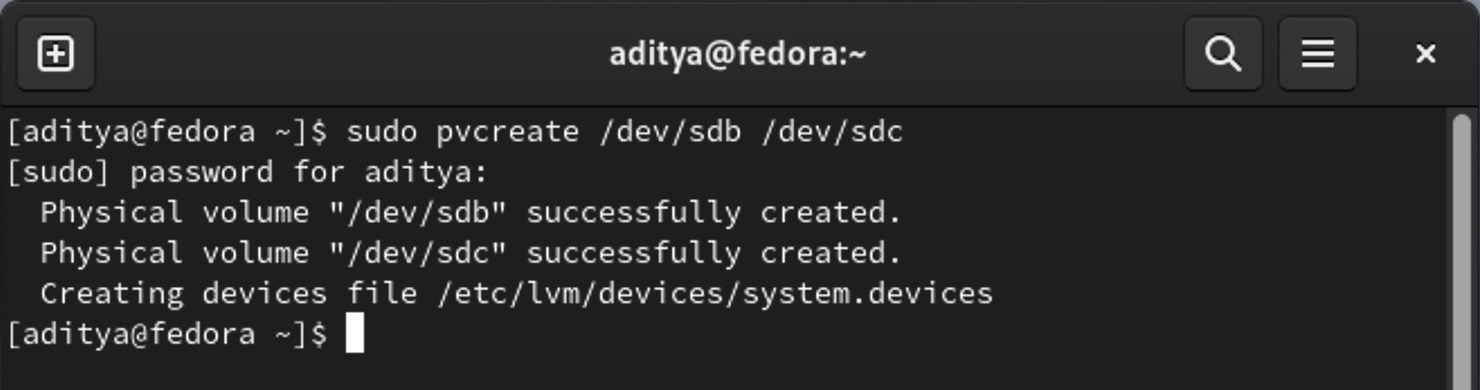 aditya@fedora:~
[aditya@fedora ~]$ sudo pvcreate /dev/sdb /dev/sdc
[sudo] password for aditya:
  Physical volume "/dev/sdb" successfully created.
  Physical volume "/dev/sdc" successfully created.
  Creating devices file /etc/lvm/devices/system.devices
[aditya@fedora ~]$